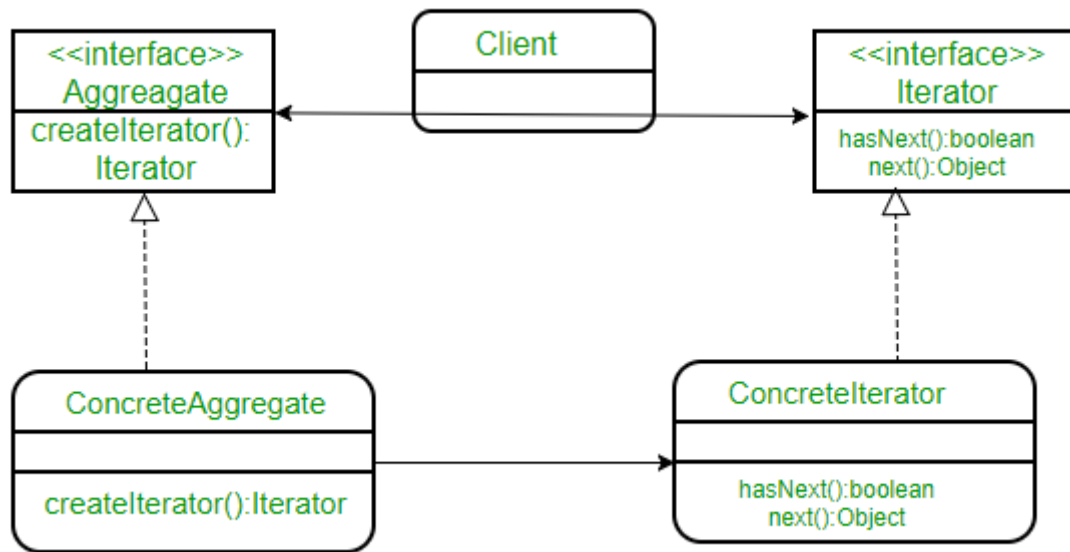 <<interface>>
Aggreagate
createIterator():
Iterator
Client
<<interface>>
Iterator
hasNext():boolean
next():Object
ConcreteAggregate
createIterator():Iterator
ConcreteIterator
hasNext():boolean
next():Object